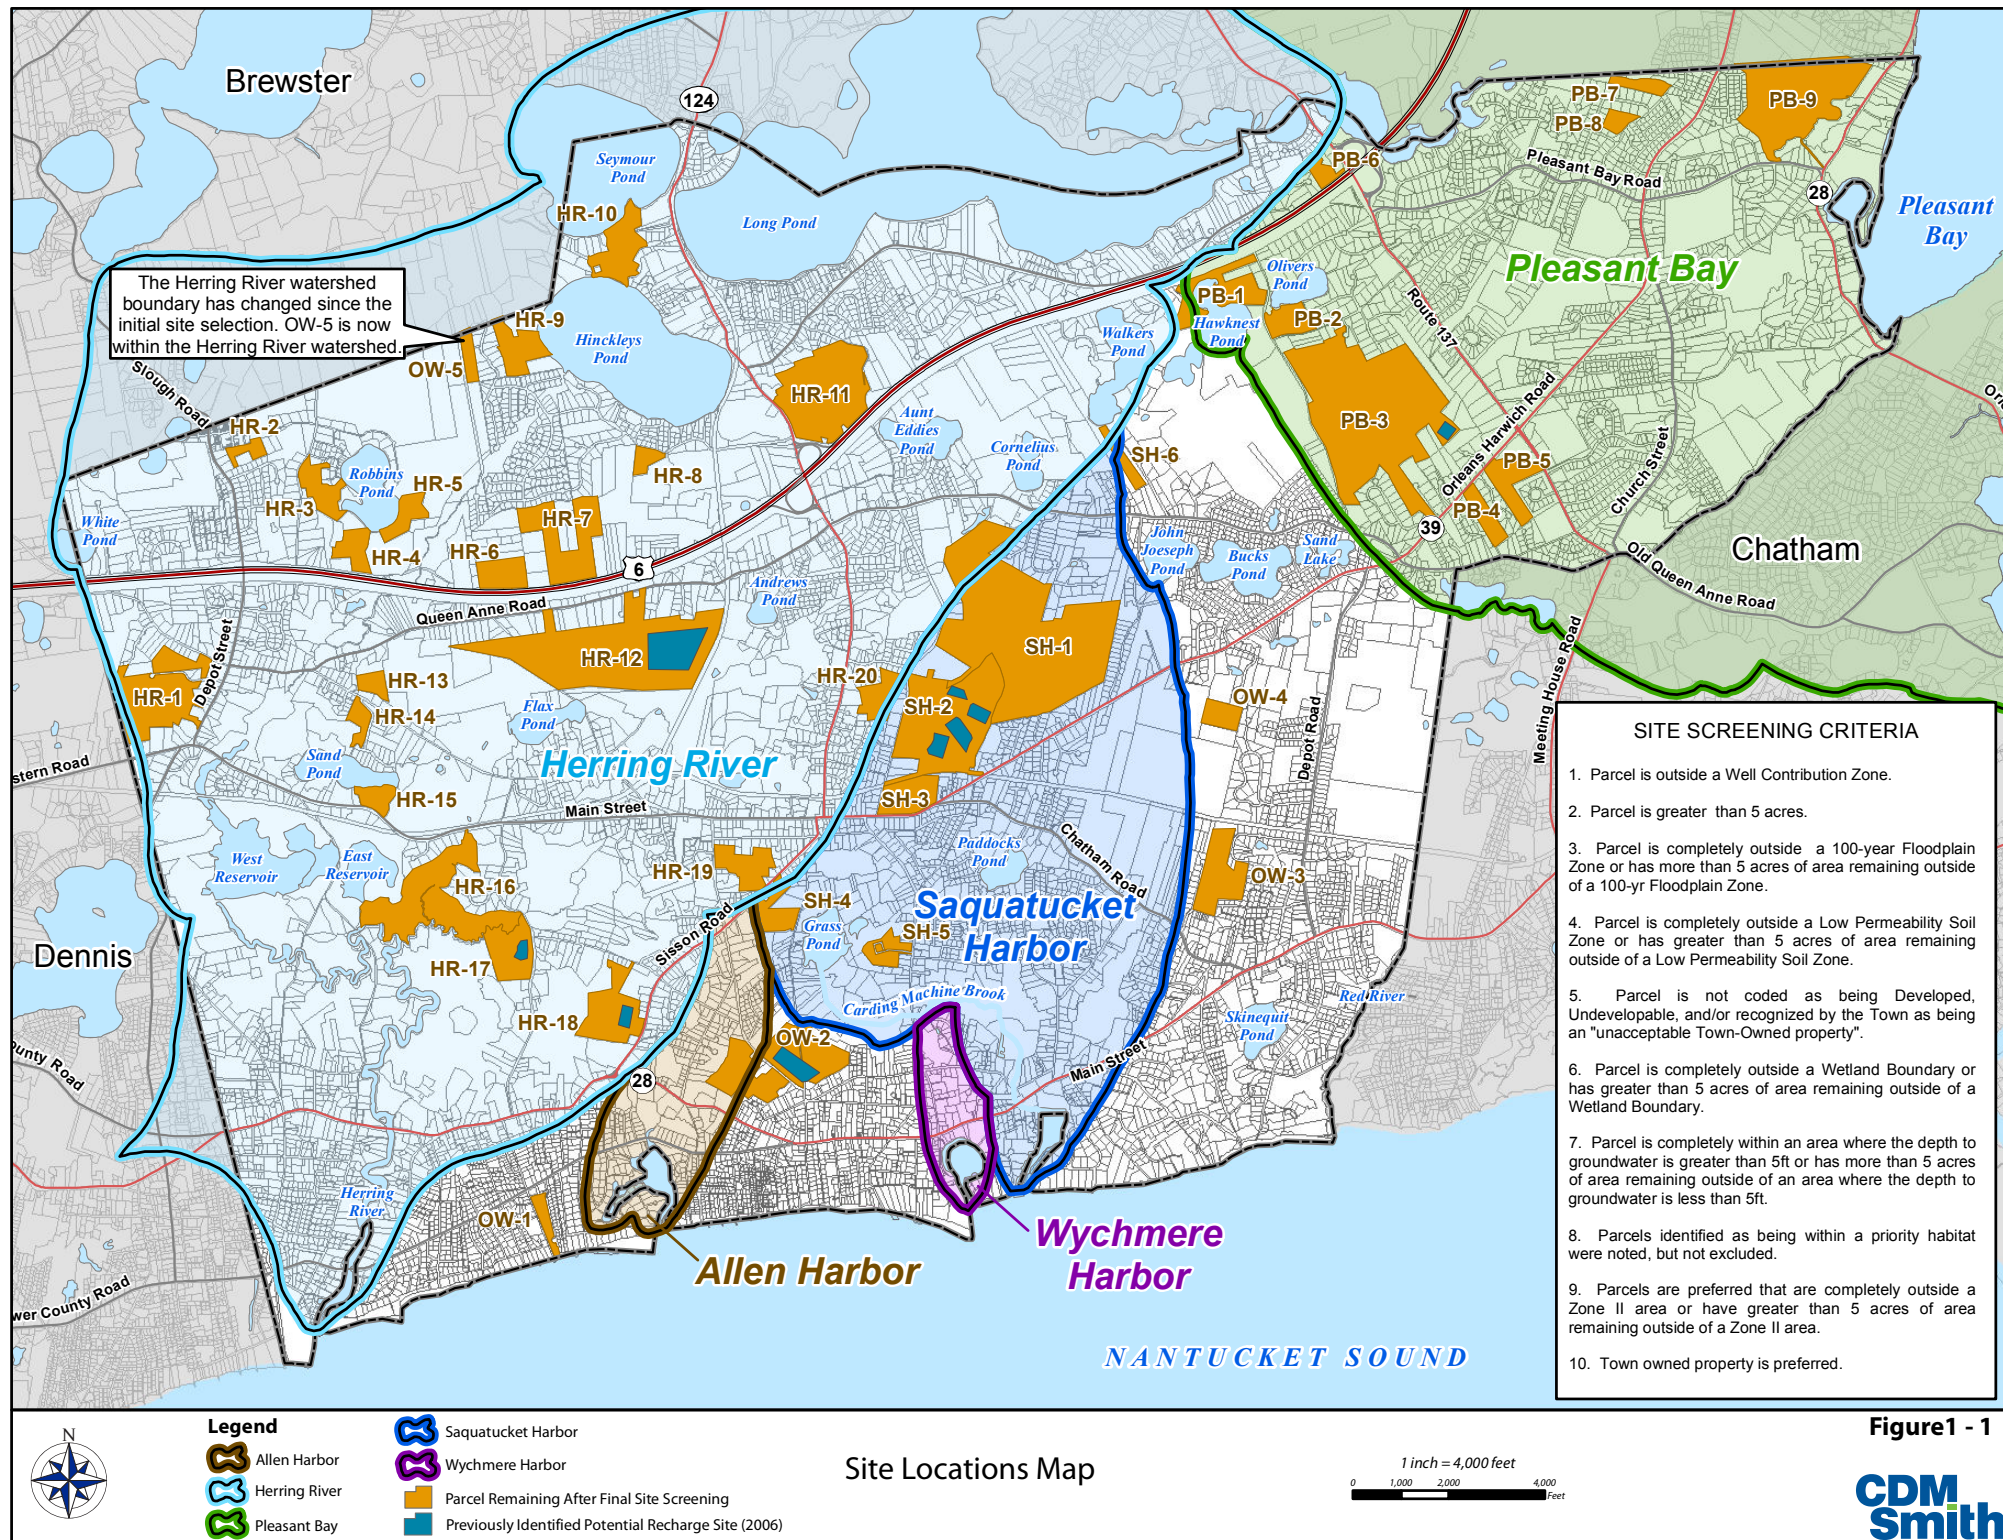 Brewster
124
Seymour
Pond
HR-10
Long Pond
PB-7
PB-8
PB-9
PB-6
Pleasant Bay Road
28
Pleasant
Bay
The Herring River watershed
boundary has changed since the
initial site selection. OW-5 is now
within the Herring River watershed.
Pleasant Bay
Olivers
Pond
PB-1
PB-2
Hawknest
Pond
Walkers
Pond
Route 137
HR-9
OW-5
Hinckleys
Pond
Slough Road
HR-11
HR-2
Aunt
Eddies
Pond
Cornelius
Pond
PB-3
Orleans Harwich Road
PB-5
PB-4
Church Street
39
SH-6
Robbins
Pond
HR-3
HR-5
HR-4
HR-8
HR-7
HR-6
White
Pond
6
John
Joeseph
Pond
Bucks
Pond
Sand
Lake
Chatham
Old Queen Anne Road
Andrews
Pond
Queen Anne Road
HR-12
SH-1
Depot Street
HR-1
HR-13
HR-14
HR-20
SH-2
Flax
Pond
OW-4
Depot Road
Meeting House Road
Herring River
Sand
Pond
HR-15
stern Road
SH-3
Main Street
West
Reservoir
East
Reservoir
HR-16
HR-19
Paddocks
Pond
Chatham Road
OW-3
Dennis
HR-17
Sisson Road
SH-4
Grass
Pond
SH-5
Saquatucket
Harbor
Carding Machine Brook
Red River
Skinequit
Pond
HR-18
OW-2
28
Main Street
ounty Road
Herring
River
OW-1
Allen Harbor
Wychmere
Harbor
wer County Road
NANTUCKET SOUND
SITE SCREENING CRITERIA
1. Parcel is outside a Well Contribution Zone.
2. Parcel is greater than 5 acres.
3. Parcel is completely outside a 100-year Floodplain
Zone or has more than 5 acres of area remaining outside
of a 100-yr Floodplain Zone.
4. Parcel is completely outside a Low Permeability Soil
Zone or has greater than 5 acres of area remaining
outside of a Low Permeability Soil Zone.
5. Parcel is not coded as being Developed,
Undevelopable, and/or recognized by the Town as being
an "unacceptable Town-Owned property".
6. Parcel is completely outside a Wetland Boundary or
has greater than 5 acres of area remaining outside of a
Wetland Boundary.
7. Parcel is completely within an area where the depth to
groundwater is greater than 5ft or has more than 5 acres
of area remaining outside of an area where the depth to
groundwater is less than 5ft.
8. Parcels identified as being within a priority habitat
were noted, but not excluded.
9. Parcels are preferred that are completely outside a
Zone II area or have greater than 5 acres of area
remaining outside of a Zone II area.
10. Town owned property is preferred.
N
Legend
Allen Harbor
Herring River
Pleasant Bay
Saquatucket Harbor
Wychmere Harbor
Parcel Remaining After Final Site Screening
Previously Identified Potential Recharge Site (2006)
Site Locations Map
1 inch = 4,000 feet
0 1,000 2,000 4,000
Feet
Figure1 - 1
CDM
Smith